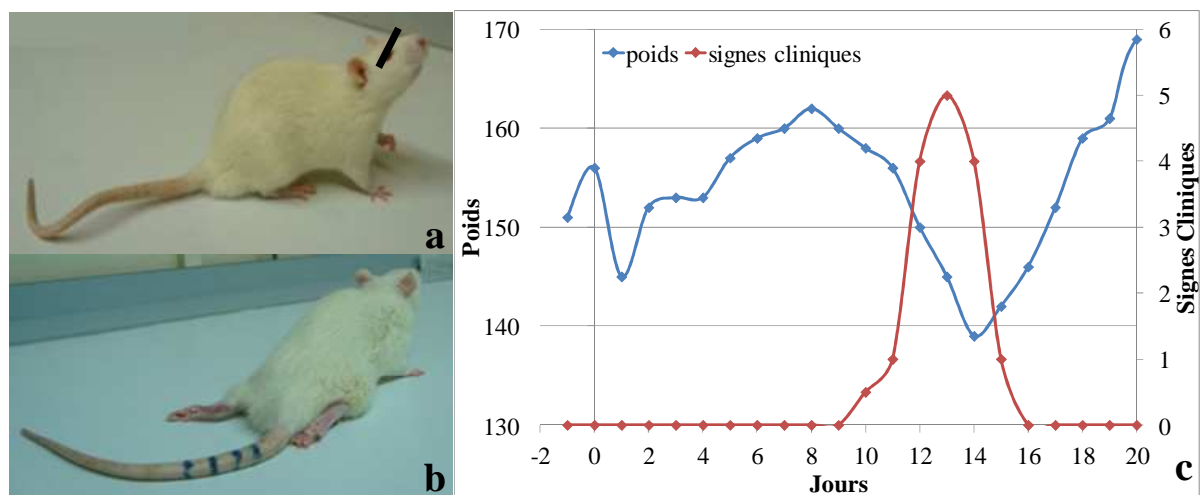 a
b
170
160
150
140
130
Poids
poids
signes cliniques
6
5
4
3
2
1
0
Signes Cliniques
-2 0 2 4 6 8 10 12 14 16 18 20
Jours
c